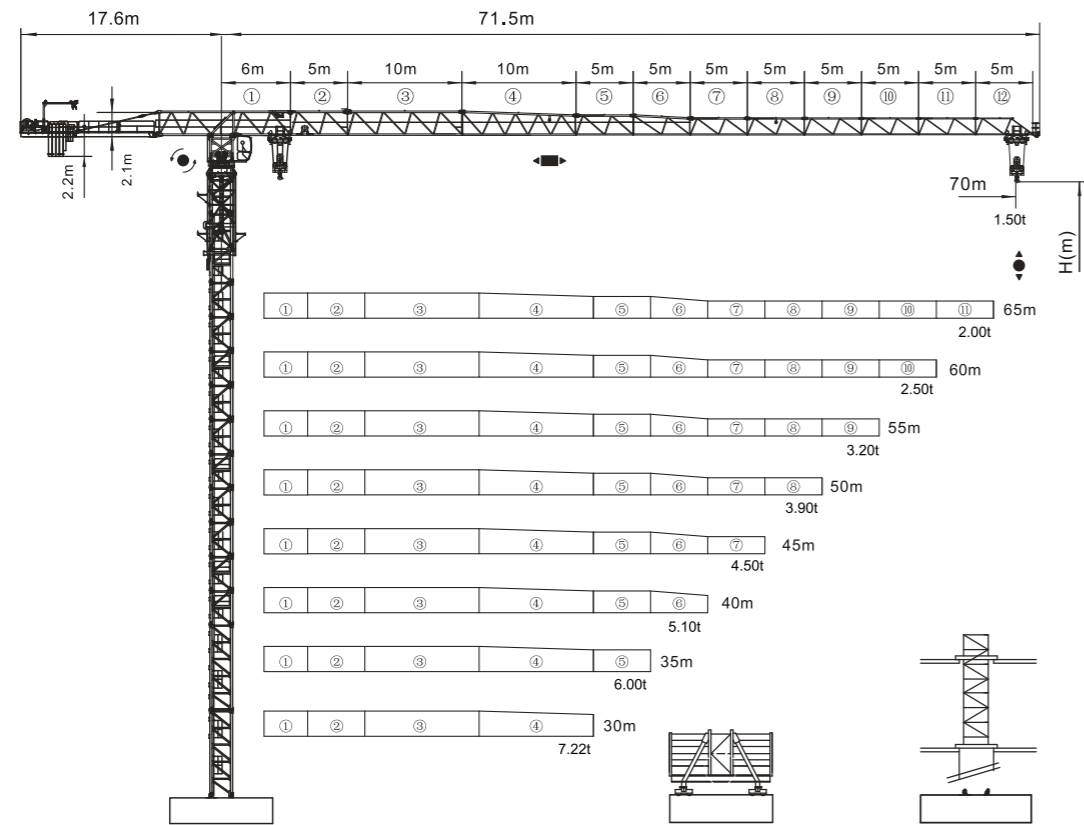 17.6m 71.5m
6m 5m 10m 10m 5m 5m 5m 5m 5m 5m 5m 5m
① ② ③ ④ ⑤ ⑥ ⑦ ⑧ ⑨ ⑩ ⑪ ⑫
2.2m
2.1m
70m
1.50t
H(m)
① ② ③ ④ ⑤ ⑥ ⑦ ⑧ ⑨ ⑩ ⑪ 65m
2.00t
① ② ③ ④ ⑤ ⑥ ⑦ ⑧ ⑨ ⑩ 60m
2.50t
① ② ③ ④ ⑤ ⑥ ⑦ ⑧ ⑨ 55m
3.20t
① ② ③ ④ ⑤ ⑥ ⑦ ⑧ 50m
3.90t
① ② ③ ④ ⑤ ⑥ ⑦ 45m
4.50t
① ② ③ ④ ⑤ ⑥ 40m
5.10t
① ② ③ ④ ⑤ 35m
6.00t
① ② ③ ④ 30m
7.22t